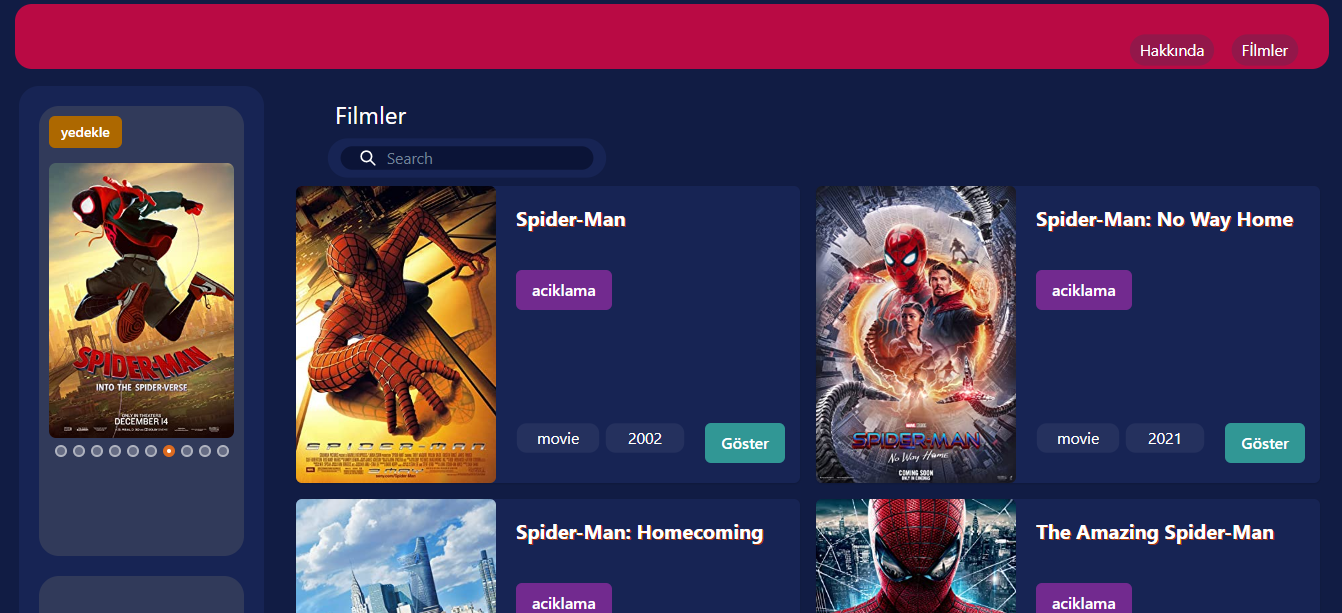 Hakkında Fİlmler
yedekle
SPIDER-MAN
INTO THE SPIDER-VERSE
ONLY IN THEATERS
DECEMBER 14
Filmler
Search
Spider-Man
aciklama
movie 2002 Göster
SPIDER-MAN
Spider-Man: No Way Home
aciklama
movie 2021 Göster
SPIDER-MAN
No Way Home
COMING SOON
ONLY IN CINEMAS
Spider-Man: Homecoming
aciklama
The Amazing Spider-Man
aciklama